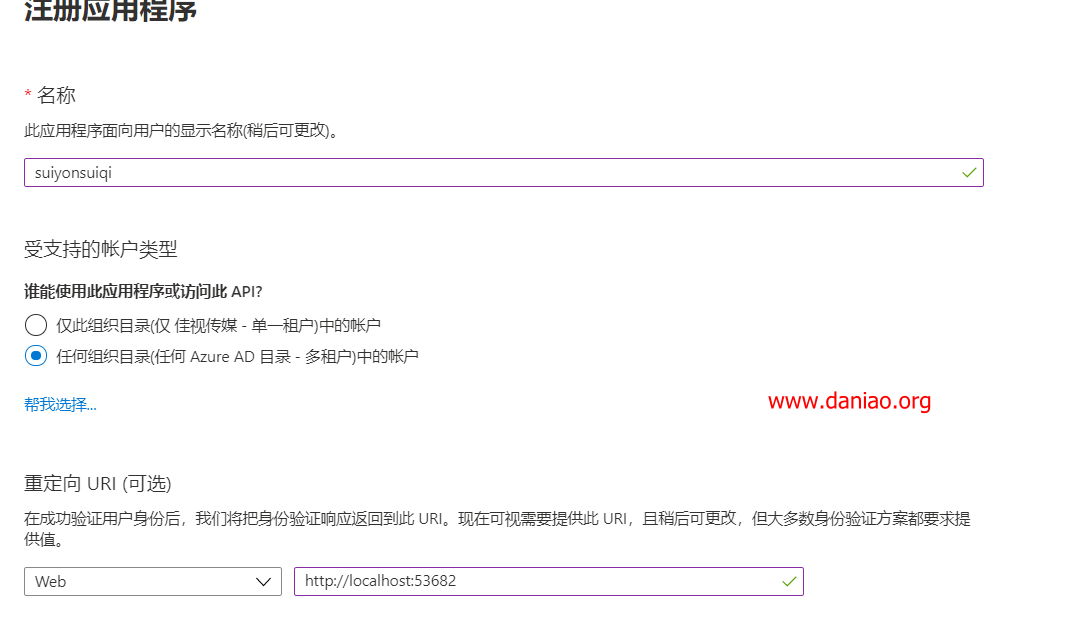 注册应用程序
* 名称
此应用程序面向用户的显示名称(稍后可更改)。
suiyonsuiqi
受支持的帐户类型
谁能使用此应用程序或访问此 API?
仅此组织目录(仅 佳视传媒 - 单一租户)中的帐户
任何组织目录(任何 Azure AD 目录 - 多租户)中的帐户
帮我选择...
www.daniao.org
重定向 URI (可选)
在成功验证用户身份后，我们将把身份验证响应返回到此 URI。现在可视需要提供此 URI，且稍后可更改，但大多数身份验证方案都要求提
供值。
Web
http://localhost:53682